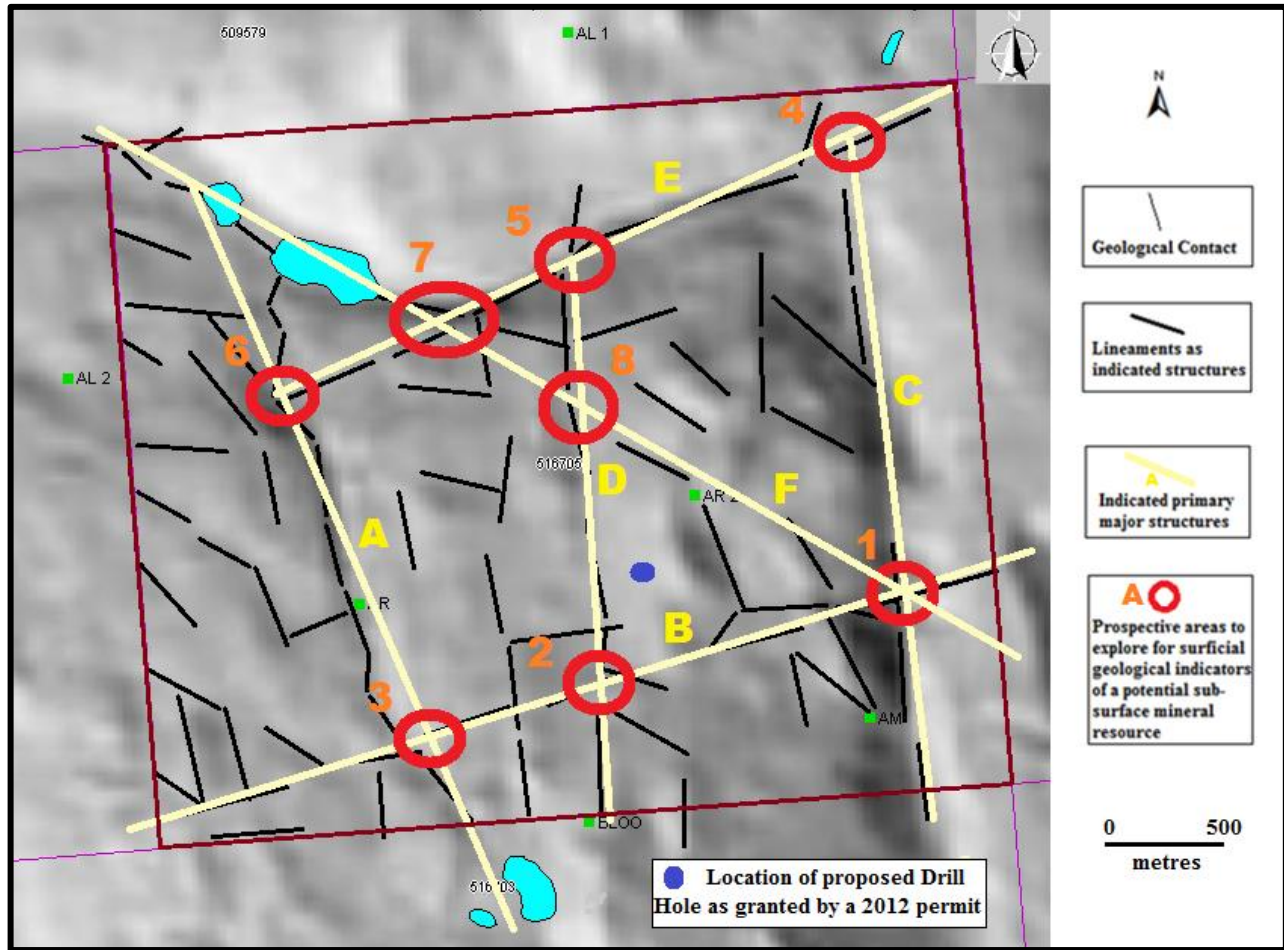 509579
AL 1
N
4
E
5
7
6
8
AL 2
C
516705
D
AR 2
F
A
1
B
2
3
AM
BLOO
Location of proposed Drill
Hole as granted by a 2012 permit
N
Geological Contact
Lineaments as
indicated structures
A
Indicated primary
major structures
A
Prospective areas to
explore for surficial
geological indicators
of a potential sub-
surface mineral
resource
0 500
metres